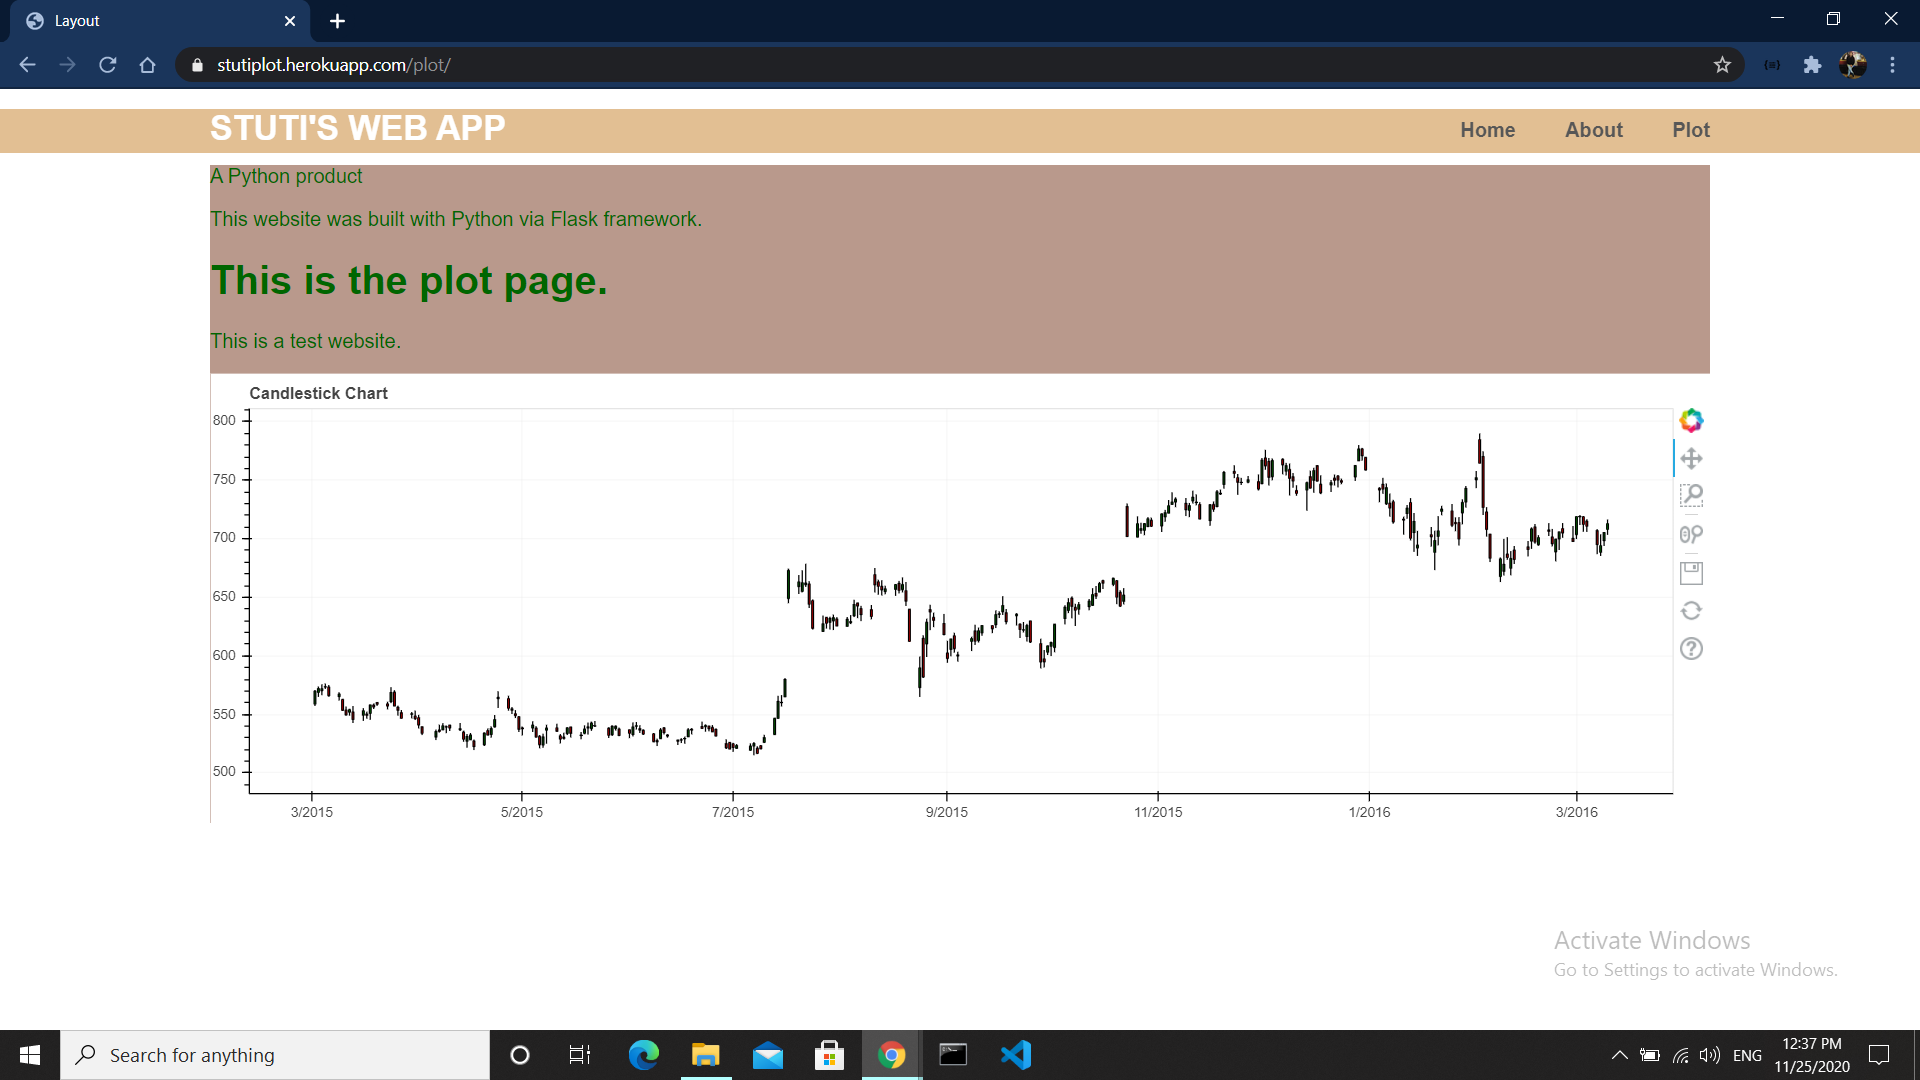 Layout
stutiplot.herokuapp.com/plot/
STUTI'S WEB APP
Home About Plot
A Python product
This website was built with Python via Flask framework.
This is the plot page.
This is a test website.
Candlestick Chart
800
750
700
650
600
550
500
3/2015 5/2015 7/2015 9/2015 11/2015 1/2016 3/2016
Activate Windows
Go to Settings to activate Windows.
Search for anything
ENG
12:37 PM
11/25/2020